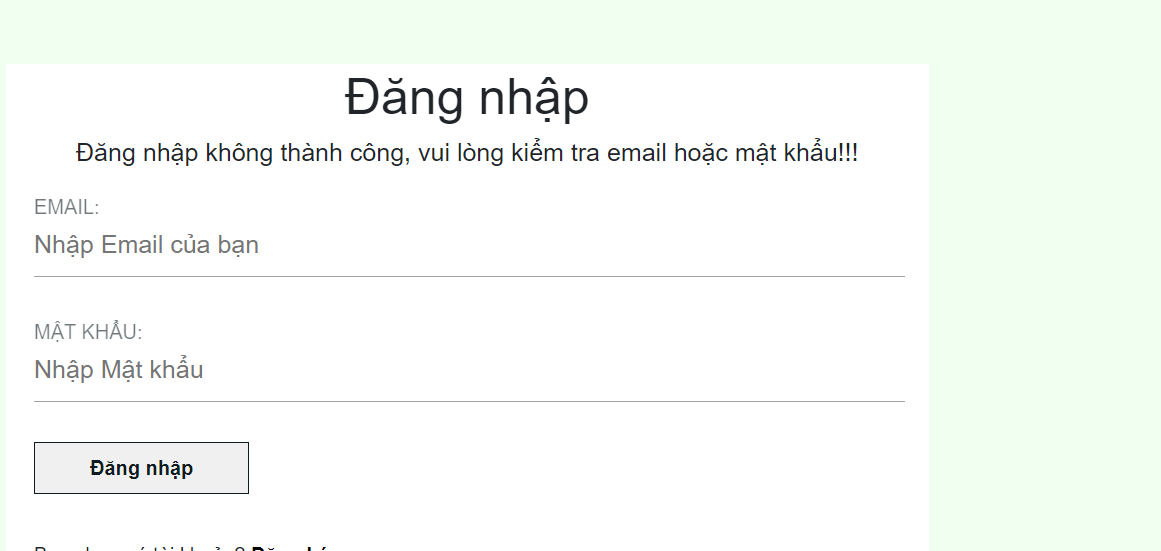 Đăng nhập
Đăng nhập không thành công, vui lòng kiểm tra email hoặc mật khẩu!!!
EMAIL:
Nhập Email của bạn
MẬT KHẨU:
Nhập Mật khẩu
Đăng nhập